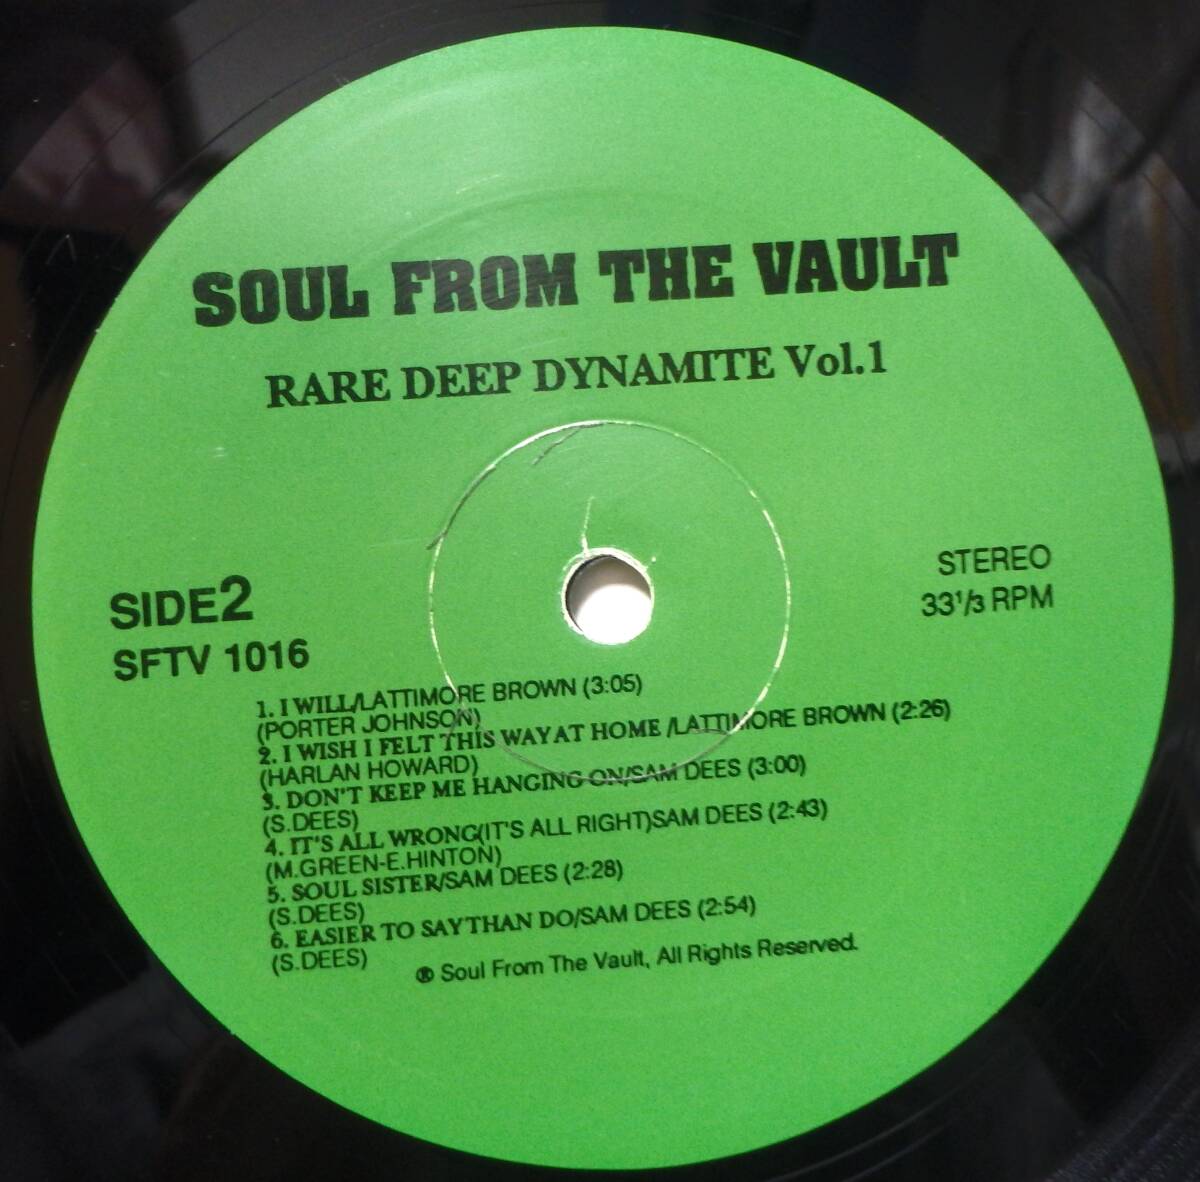 SOUL FROM THE VAULT
RARE DEEP DYNAMITE Vol.1
STEREO
33 1/3 RPM
SIDE2
SFTV 1016
1. I WILL/LATTIMORE BROWN (3:05)
(PORTER JOHNSON)
2. I WISH I FELT THIS WAY AT HOME /LATTIMORE BROWN (2:26)
(HARLAN HOWARD)
3. DON'T KEEP ME HANGING ON/SAM DEES (3:00)
(S.DEES)
4. IT'S ALL WRONG(IT'S ALL RIGHT)SAM DEES (2:43)
(M.GREEN-E.HINTON)
5. SOUL SISTER/SAM DEES (2:28)
(S.DEES)
6. EASIER TO SAY THAN DO/SAM DEES (2:54)
(S.DEES)
® Soul From The Vault, All Rights Reserved.